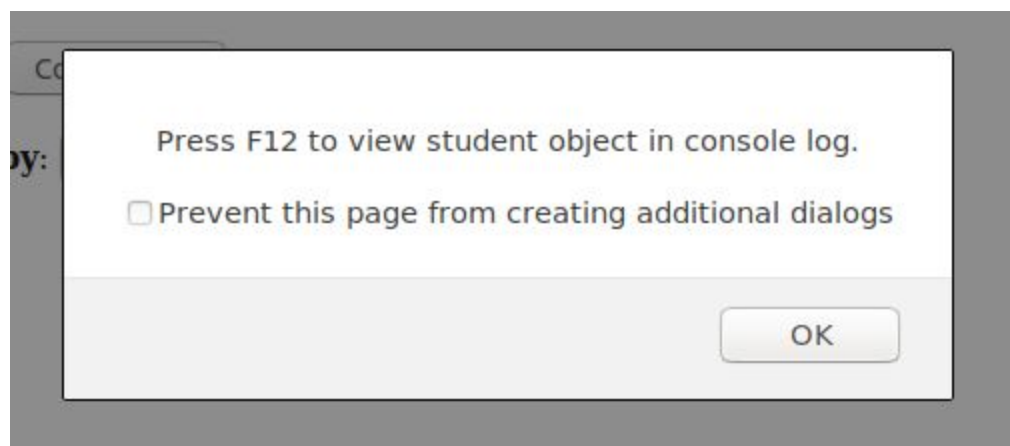 Press F12 to view student object in console log.
Prevent this page from creating additional dialogs
OK